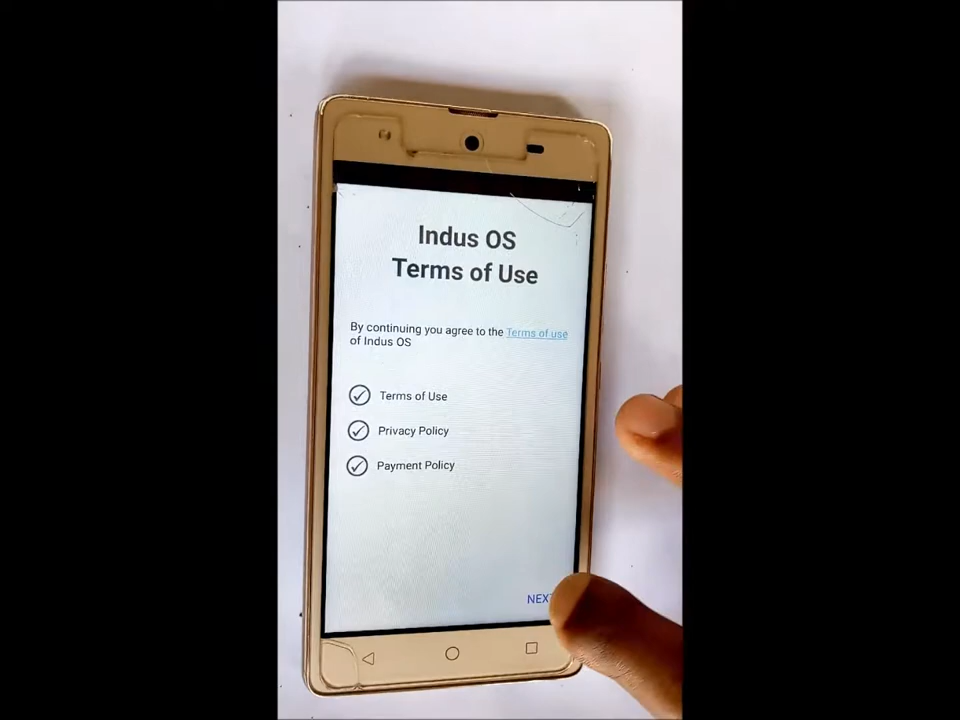 Indus OS
Terms of Use
By continuing you agree to the Terms of use
of Indus OS
Terms of Use
Privacy Policy
Payment Policy
NEXT